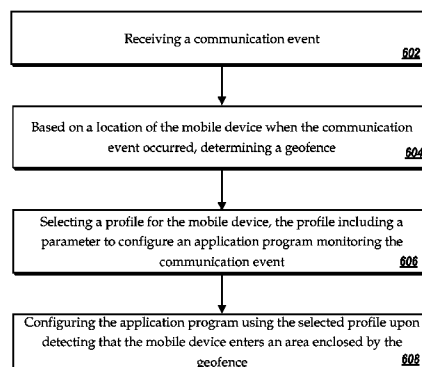 Receiving a communication event
602
Based on a location of the mobile device when the communication
event occurred, determining a geofence
604
Selecting a profile for the mobile device, the profile including a
parameter to configure an application program monitoring the
communication event
606
Configuring the application program using the selected profile upon
detecting that the mobile device enters an area enclosed by the
geofence
608